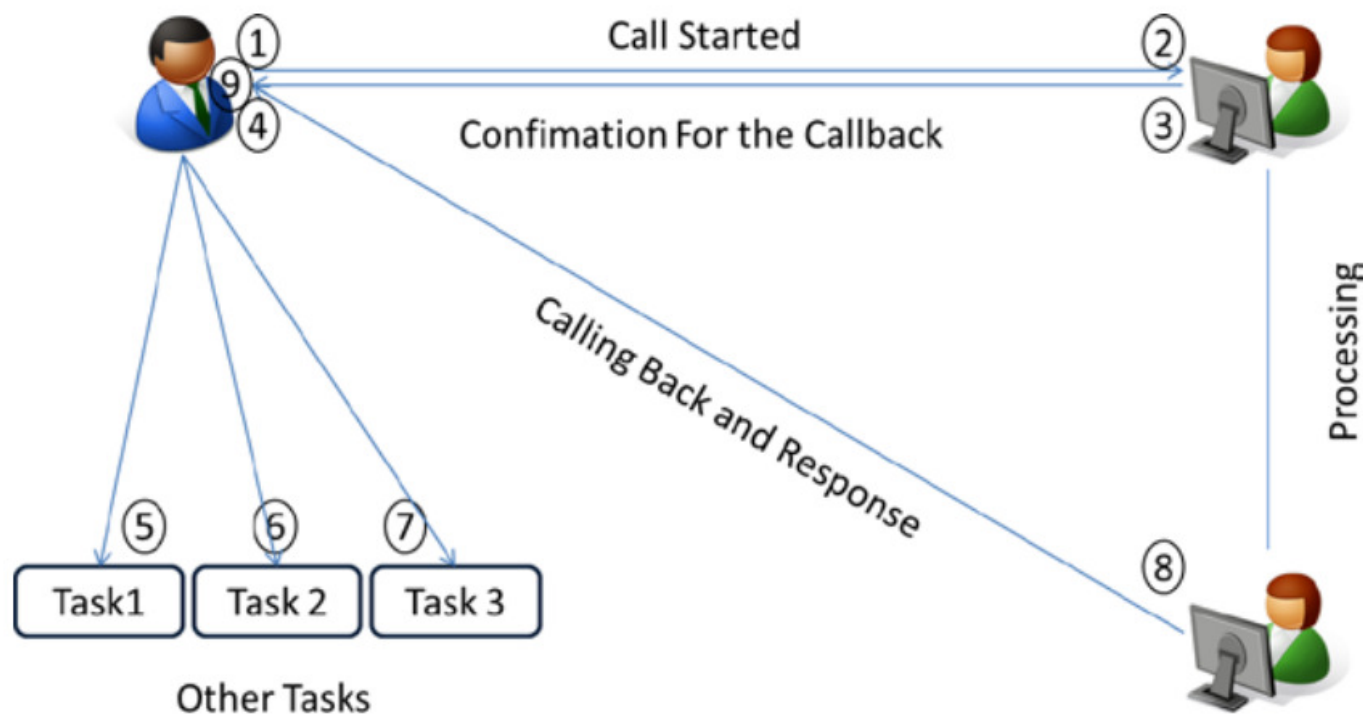 ① Call Started ②
⑨
④ Confimation For the Callback ③
Calling Back and Response
Processing
⑤ ⑥ ⑦
⑧
Task1 Task 2 Task 3
Other Tasks